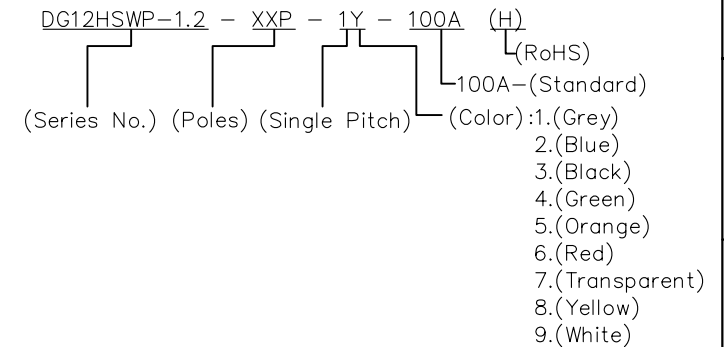 DG12HSWP-1.2 - XXP - 1Y - 100A (H)
(RoHS)
100A-(Standard)
(Series No.) (Poles) (Single Pitch) (Color):1.(Grey)
2.(Blue)
3.(Black)
4.(Green)
5.(Orange)
6.(Red)
7.(Transparent)
8.(Yellow)
9.(White)